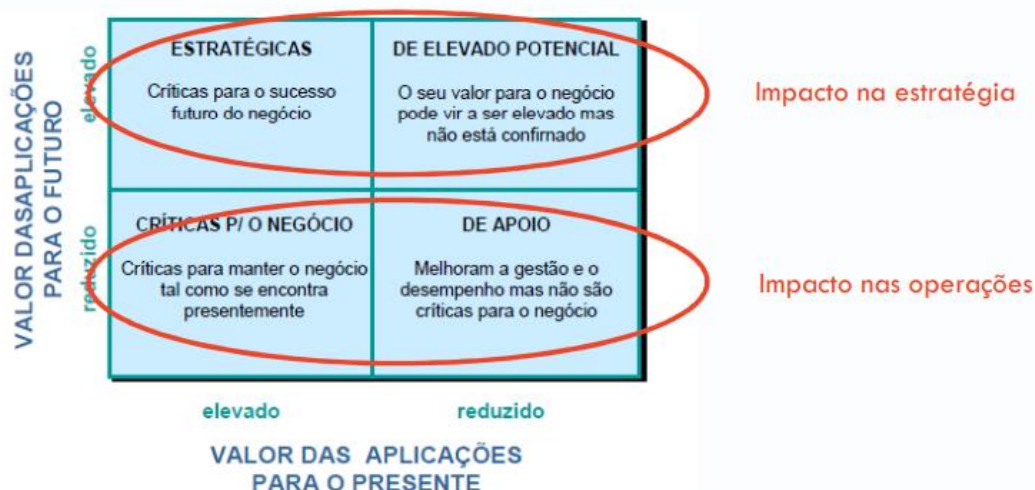 VALOR DASAPLICAÇÕES
PARA O FUTURO
elevado
ESTRATÉGICAS
Críticas para o sucesso
futuro do negócio
DE ELEVADO POTENCIAL
O seu valor para o negócio
pode vir a ser elevado mas
não está confirmado
Impacto na estratégia
reduzido
CRÍTICAS P/ O NEGÓCIO
Críticas para manter o negócio
tal como se encontra
presentemente
DE APOIO
Melhoram a gestão e o
desempenho mas não são
críticas para o negócio
Impacto nas operações
elevado
reduzido
VALOR DAS APLICAÇÕES
PARA O PRESENTE